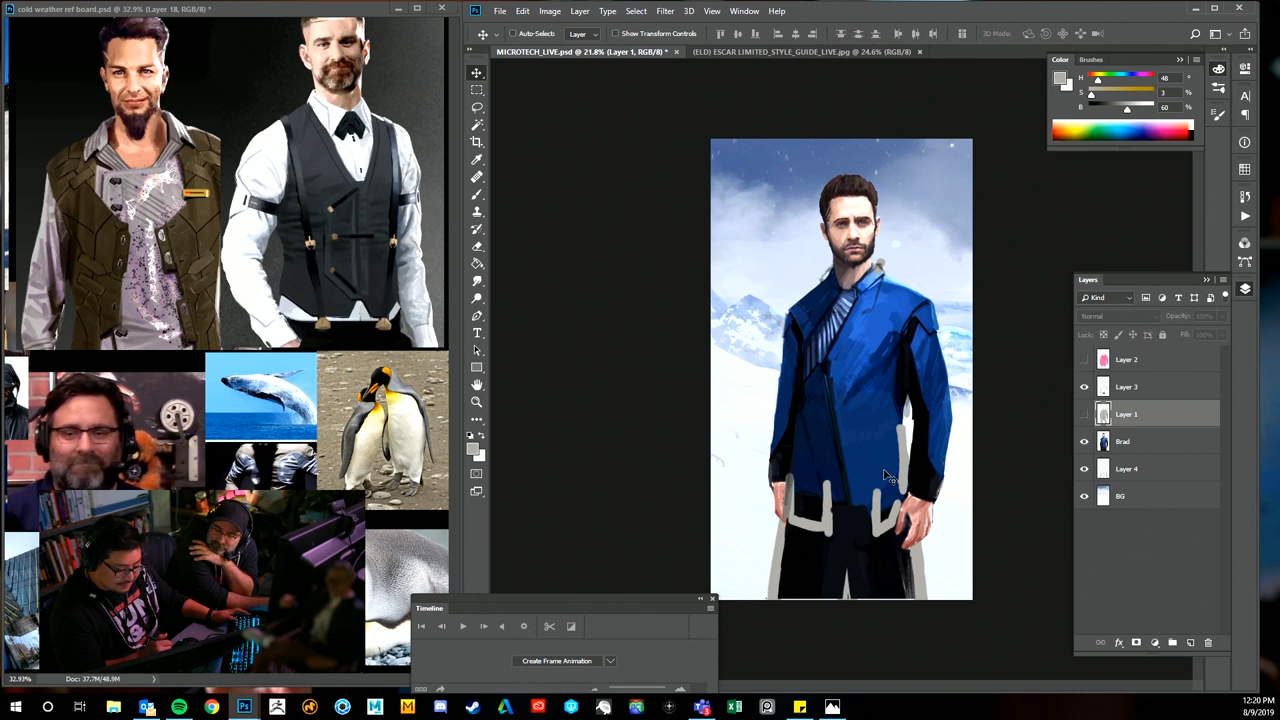 cold weather ref board.psd @ 32.9% (Layer 18, RGB/8) *
File Edit Image Layer Type Select Filter 3D View Window Help
Auto-Select: Layer Show Transform Controls 3D Mode:
MICROTECH_LIVE.psd @ 21.8% (Layer 1, RGB/8) * × (ELD) ESCAR LIMITED_STYLE_GUIDE_LIVE.jpg @ 24.6% (RGB/8) ×
Color Brushes
H 48 °
S 3 %
B 60 %
Layers
Kind
Normal Opacity: 100%
Lock: Fill: 100%
Layer 2
Layer 3
Layer 1
Brad
Layer 4
BG
Timeline
Create Frame Animation
32.93% Doc: 37.7M/48.9M
12:20 PM
8/9/2019